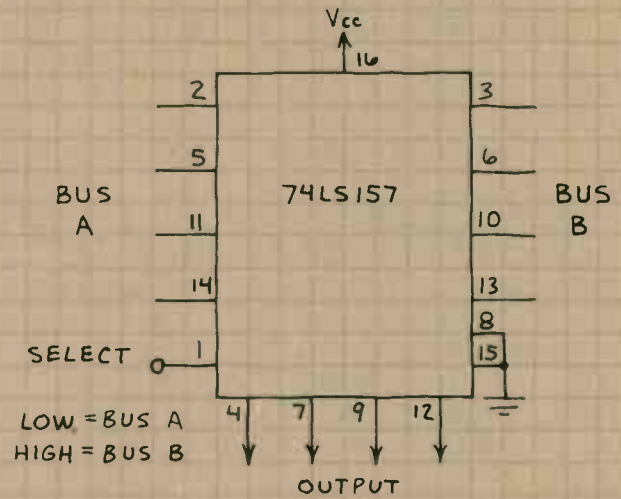 Vcc
16
2
3
5
6
74LS157
BUS
A
BUS
B
11
10
14
13
8
SELECT
1
15
4
7
9
12
LOW = BUS A
HIGH = BUS B
OUTPUT